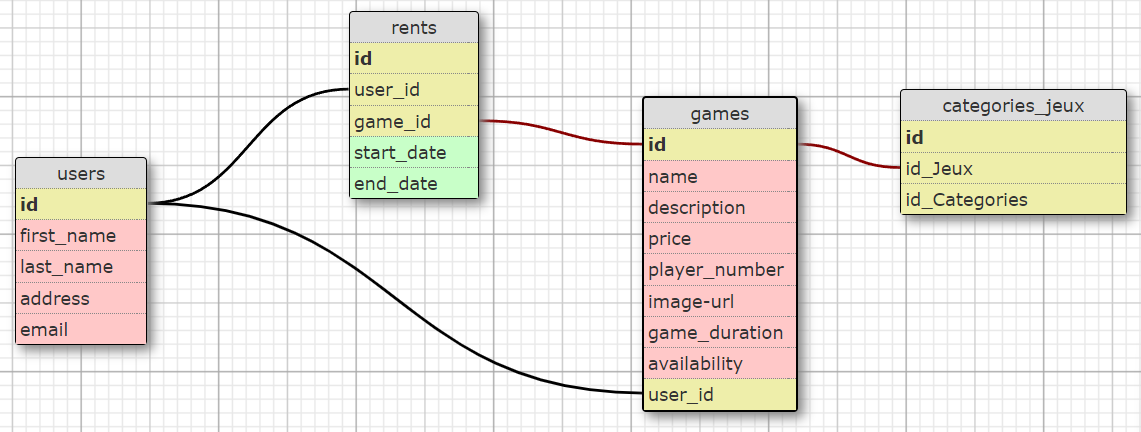 users
id
first_name
last_name
address
email
rents
id
user_id
game_id
start_date
end_date
games
id
name
description
price
player_number
image-url
game_duration
availability
user_id
categories_jeux
id
id_Jeux
id_Categories